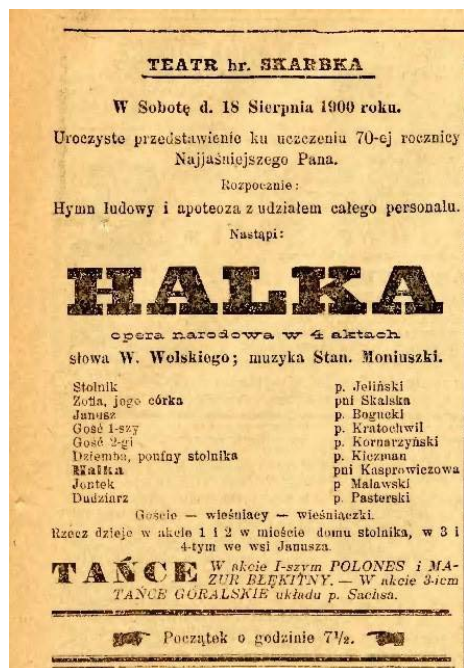 TEATR hr. SKARBKA
W Sobotę d. 18 Sierpnia 1900 roku.
Uroczyste przedstawienie ku uczczeniu 70-ej rocznicy
Najjaśniejszego Pana.
Rozpocznie:
Hymn ludowy i apoteoza z udziałem całego personalu.
Nastąpi:
HALKA
opera narodowa w 4 aktach
słowa W. Wolskiego; muzyka Stan. Moniuszki.
Stolnik p. Jeliński
Zofia, jego córka pni Skalska
Janusz p. Bogucki
Gość 1-szy p. Kratochwil
Gość 2-gi p. Kornarzyński
Dziemba, poufny stolnika p. Kiczman
Halka pni Kasprowiczowa
Jontek p Malawski
Dudziarz p. Pasterski
Goście — wieśniacy — wieśniaczki.
Rzecz dzieje w akcie 1 i 2 w mieście domu stolnika, w 3 i
4-tym we wsi Janusza.
TAŃCE W akcie I-szym POLONES i MA-
ZUR BŁĘKITNY. — W akcie 3-icm
TAŃCE GÓRALSKIE układu p. Sachsa.
Początek o godzinie 7½.